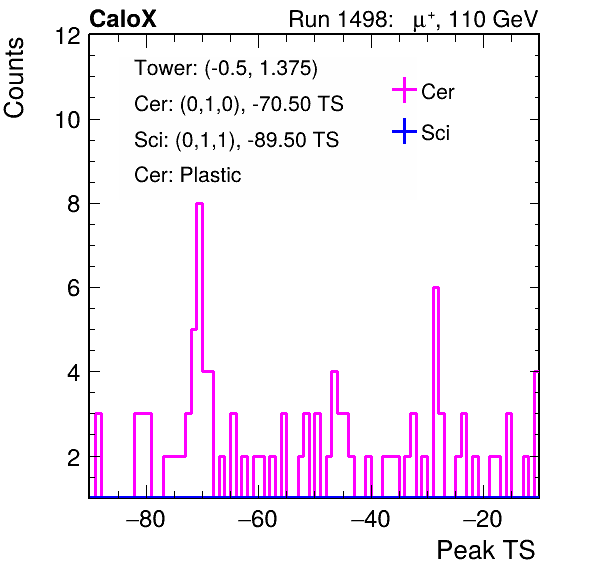 CaloX Run 1498: μ⁺, 110 GeV
Counts
Tower: (-0.5, 1.375)
Cer: (0,1,0), -70.50 TS
Sci: (0,1,1), -89.50 TS
Cer: Plastic
Cer
Sci
12
10
8
6
4
2
−80 −60 −40 −20
Peak TS